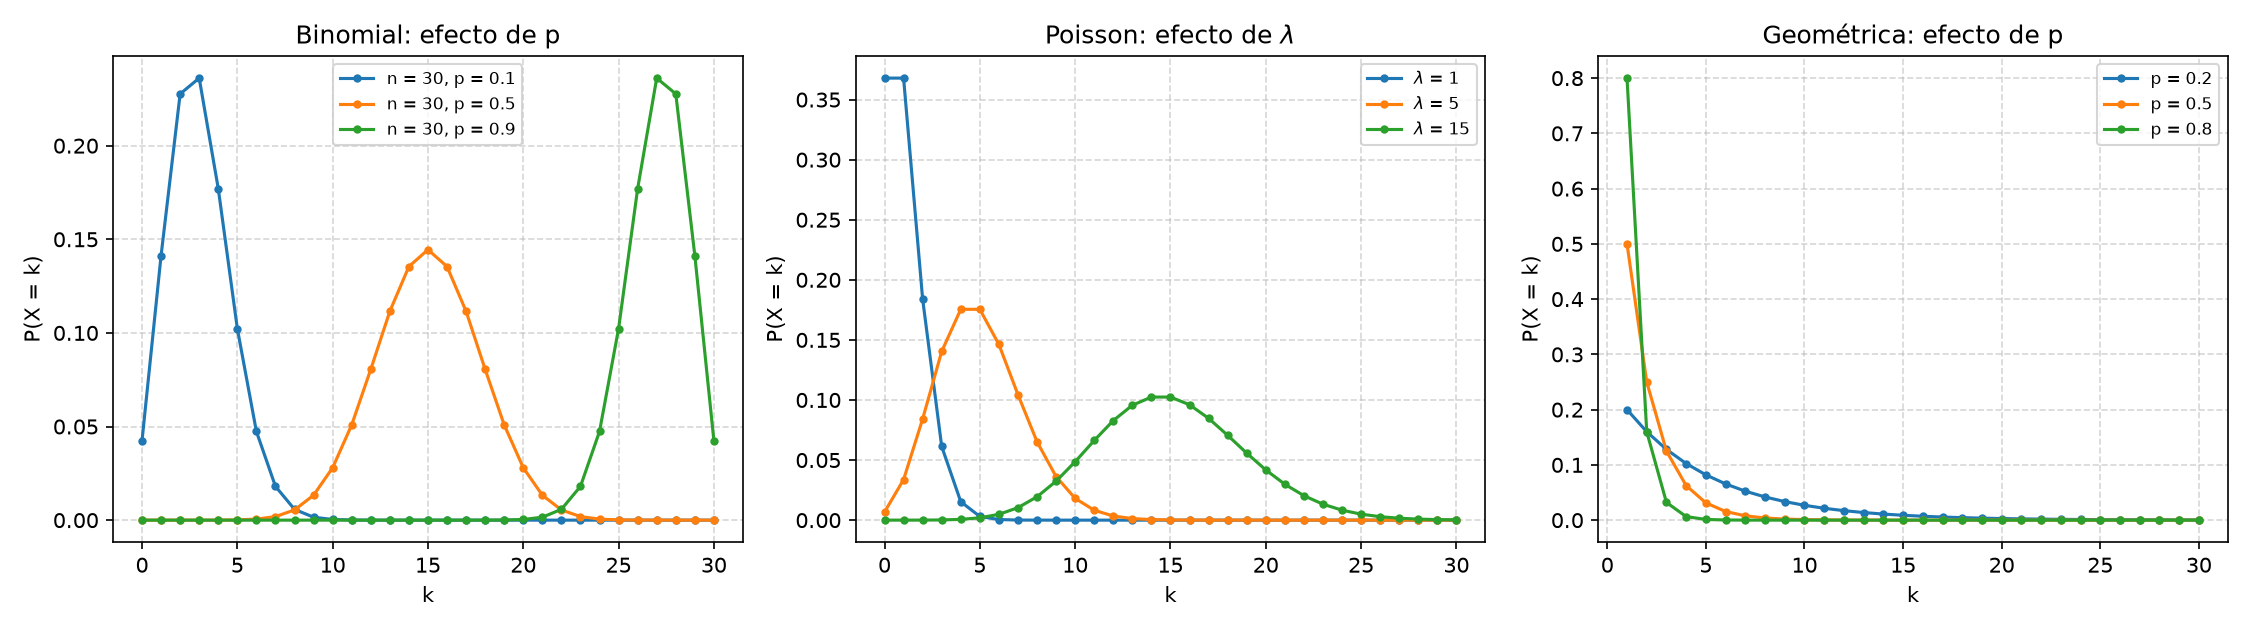 Binomial: efecto de p
n = 30, p = 0.1
n = 30, p = 0.5
n = 30, p = 0.9
P(X = k)
0.20
0.15
0.10
0.05
0.00
0 5 10 15 20 25 30
k
Poisson: efecto de λ
λ = 1
λ = 5
λ = 15
P(X = k)
0.35
0.30
0.25
0.20
0.15
0.10
0.05
0.00
0 5 10 15 20 25 30
k
Geométrica: efecto de p
p = 0.2
p = 0.5
p = 0.8
P(X = k)
0.8
0.7
0.6
0.5
0.4
0.3
0.2
0.1
0.0
0 5 10 15 20 25 30
k